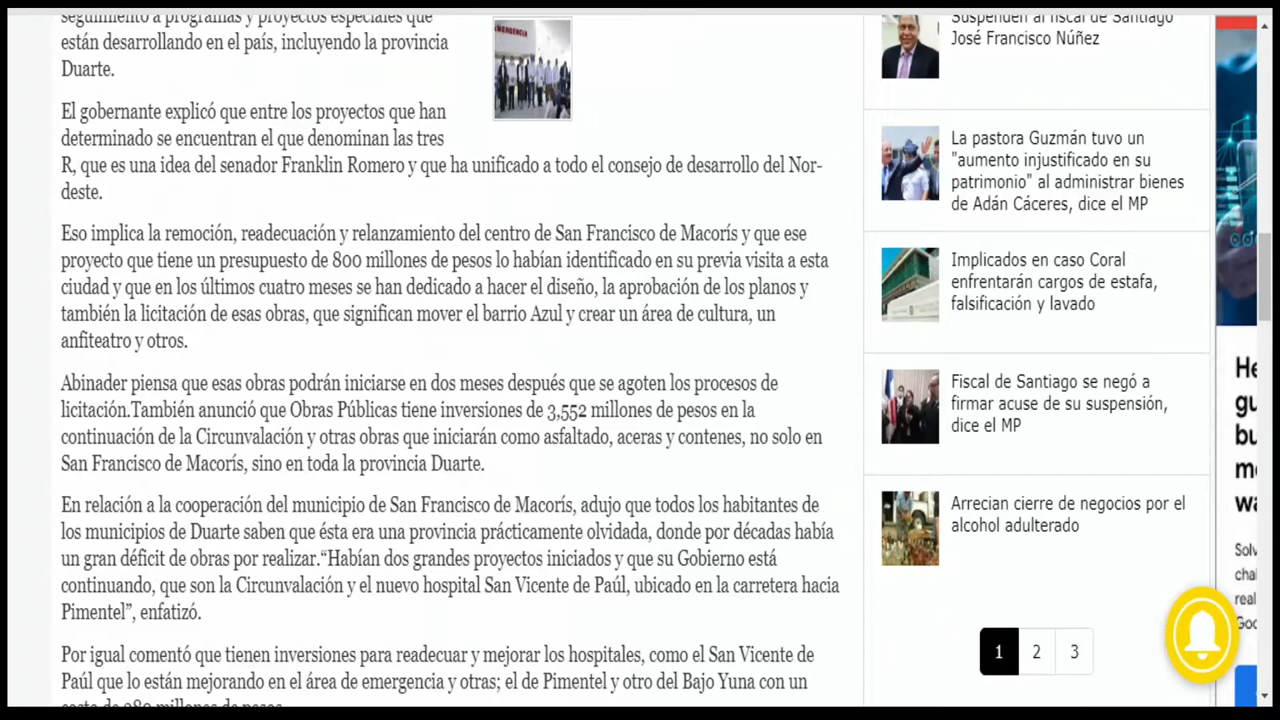 seguimiento a programas y proyectos especiales que
están desarrollando en el país, incluyendo la provincia
Duarte.
El gobernante explicó que entre los proyectos que han
determinado se encuentran el que denominan las tres
R, que es una idea del senador Franklin Romero y que ha unificado a todo el consejo de desarrollo del Nor-
deste.
Eso implica la remoción, readecuación y relanzamiento del centro de San Francisco de Macorís y que ese
proyecto que tiene un presupuesto de 800 millones de pesos lo habían identificado en su previa visita a esta
ciudad y que en los últimos cuatro meses se han dedicado a hacer el diseño, la aprobación de los planos y
también la licitación de esas obras, que significan mover el barrio Azul y crear un área de cultura, un
anfiteatro y otros.
Abinader piensa que esas obras podrán iniciarse en dos meses después que se agoten los procesos de
licitación.También anunció que Obras Públicas tiene inversiones de 3,552 millones de pesos en la
continuación de la Circunvalación y otras obras que iniciarán como asfaltado, aceras y contenes, no solo en
San Francisco de Macorís, sino en toda la provincia Duarte.
En relación a la cooperación del municipio de San Francisco de Macorís, adujo que todos los habitantes de
los municipios de Duarte saben que ésta era una provincia prácticamente olvidada, donde por décadas había
un gran déficit de obras por realizar.“Habían dos grandes proyectos iniciados y que su Gobierno está
continuando, que son la Circunvalación y el nuevo hospital San Vicente de Paúl, ubicado en la carretera hacia
Pimentel”, enfatizó.
Por igual comentó que tienen inversiones para readecuar y mejorar los hospitales, como el San Vicente de
Paúl que lo están mejorando en el área de emergencia y otras; el de Pimentel y otro del Bajo Yuna con un
costo de 280 millones de pesos
EMERGENCIA
Suspenden al fiscal de Santiago
José Francisco Núñez
La pastora Guzmán tuvo un
"aumento injustificado en su
patrimonio" al administrar bienes
de Adán Cáceres, dice el MP
Implicados en caso Coral
enfrentarán cargos de estafa,
falsificación y lavado
Fiscal de Santiago se negó a
firmar acuse de su suspensión,
dice el MP
Arrecian cierre de negocios por el
alcohol adulterado
1 2 3
He
gu
bu
me
wa
Solv
chal
real
Goo